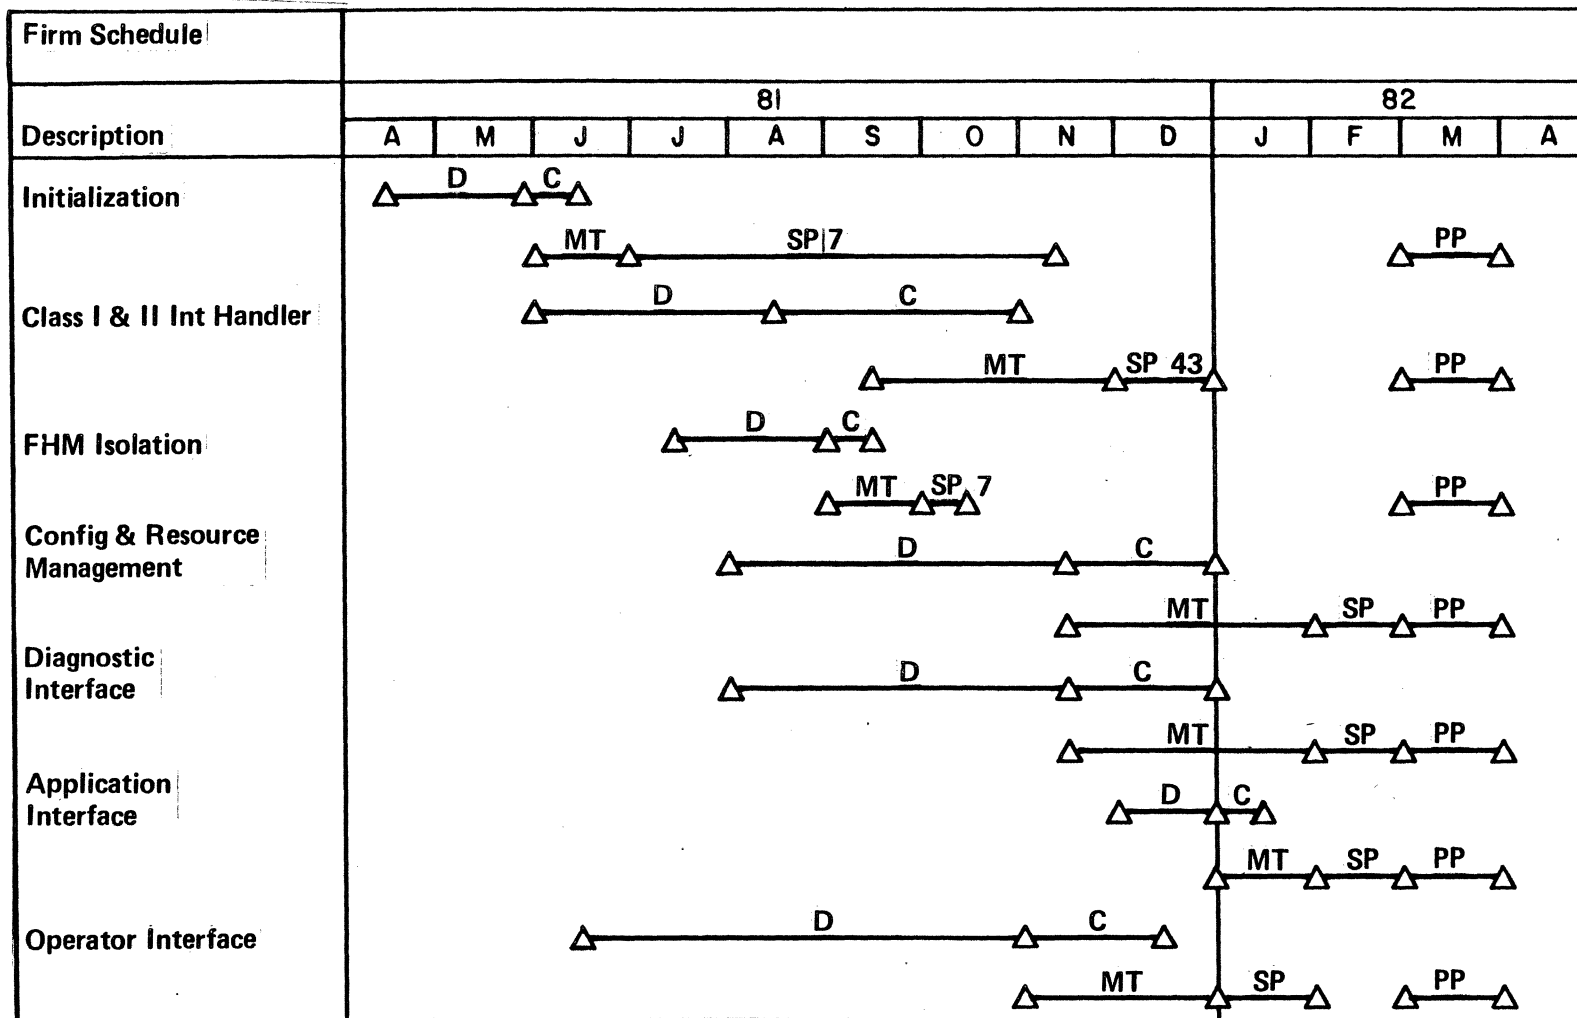 Firm Schedule
81 82
Description A M J J A S O N D J F M A
D C
Initialization
MT SP 7 PP
D C
Class I & II Int Handler
MT SP 43 PP
D C
FHM Isolation
MT SP 7 PP
Config & Resource
D C
Management
MT SP PP
Diagnostic
D C
Interface
MT SP PP
Application
D C
Interface
MT SP PP
D C
Operator Interface
MT SP PP